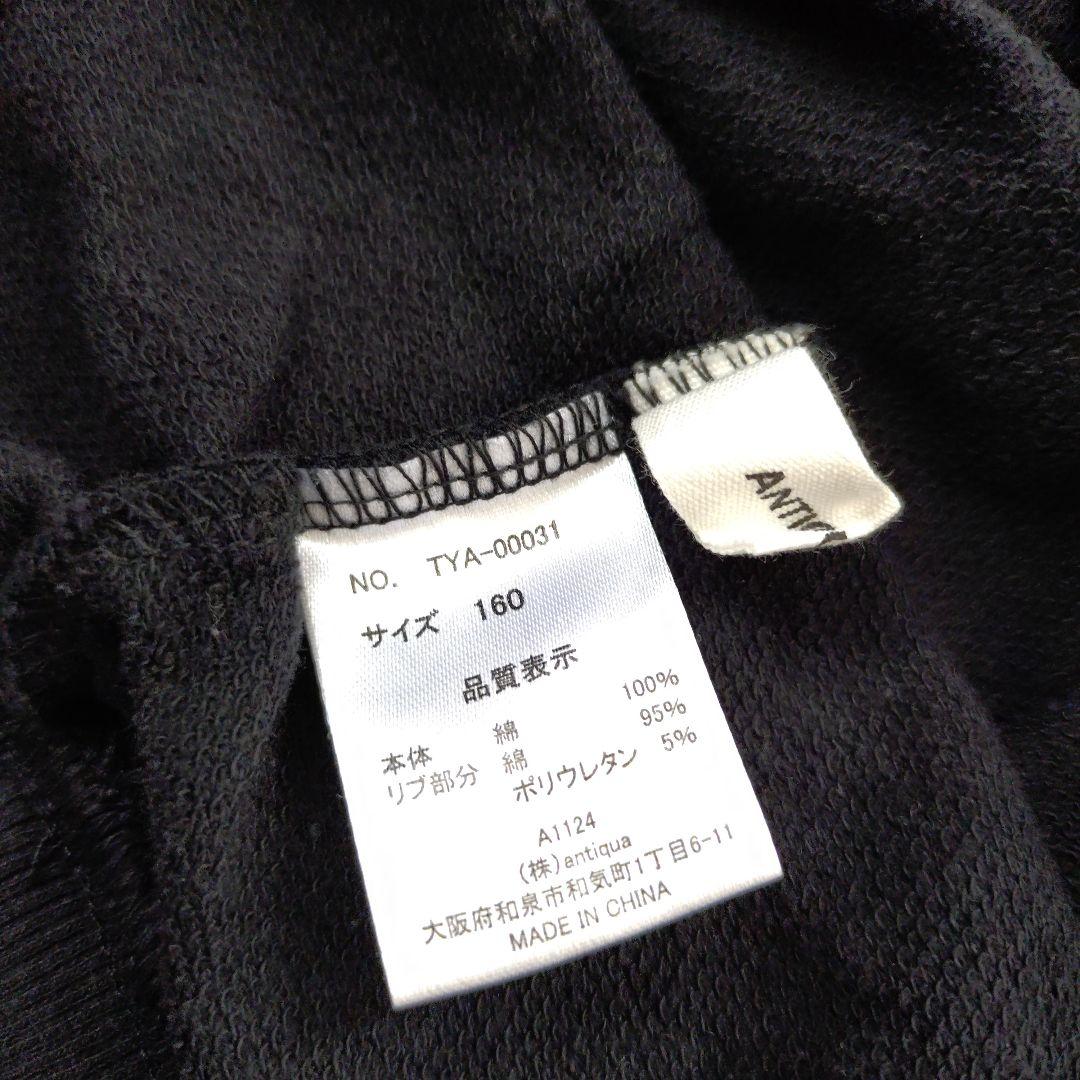 NO. TYA-00031
サイズ 160
品質表示
本体 綿 100%
リブ部分 綿 95%
ポリウレタン 5%
A1124
(株)antiqua
大阪府和泉市和気町1丁目6-11
MADE IN CHINA